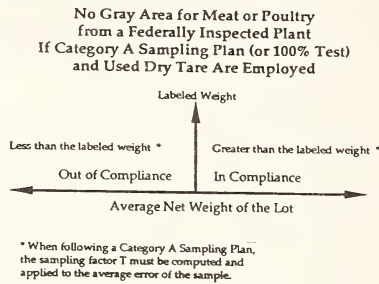 No Gray Area for Meat or Poultry
from a Federally Inspected Plant
If Category A Sampling Plan (or 100% Test)
and Used Dry Tare Are Employed
Labeled Weight
Less than the labeled weight * Greater than the labeled weight *
Out of Compliance In Compliance
Average Net Weight of the Lot
* When following a Category A Sampling Plan,
the sampling factor T must be computed and
applied to the average error of the sample.